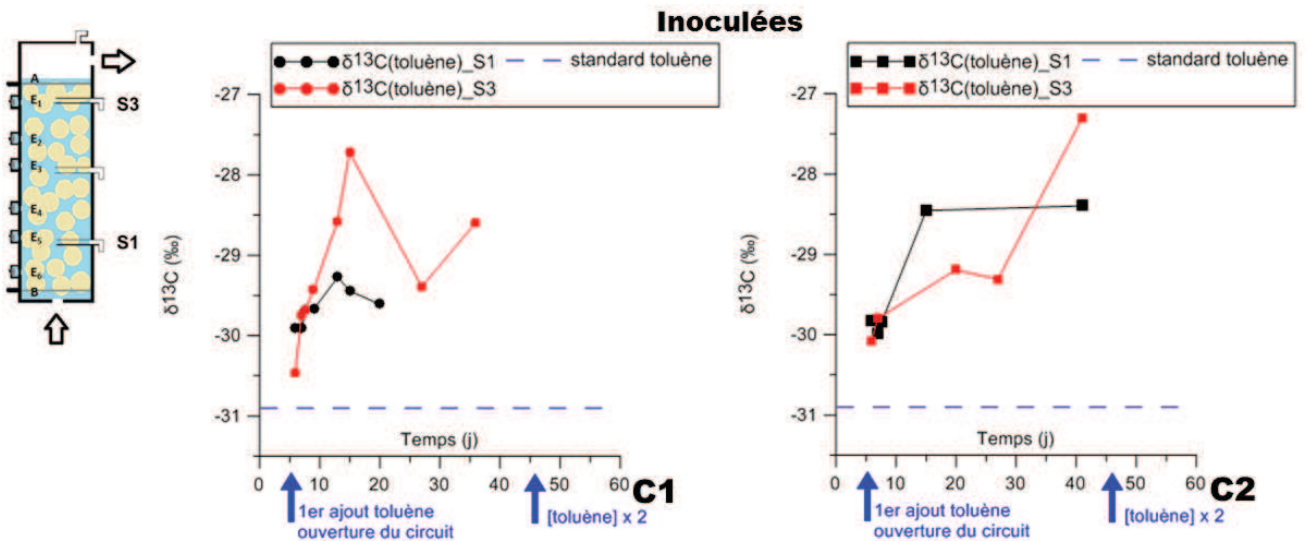 Inoculées
A
E1
S3
E2
E3
E4
E5
S1
E6
B
δ13C(toluène)_S1 standard toluène
δ13C(toluène)_S3
-27
-28
-29
-30
-31
δ13C (‰)
Temps (j)
0 10 20 30 40 50 60
C1
1er ajout toluène
ouverture du circuit
[toluène] x 2
δ13C(toluène)_S1 standard toluène
δ13C(toluène)_S3
-27
-28
-29
-30
-31
δ13C (‰)
Temps (j)
0 10 20 30 40 50 60
C2
1er ajout toluène
ouverture du circuit
[toluène] x 2